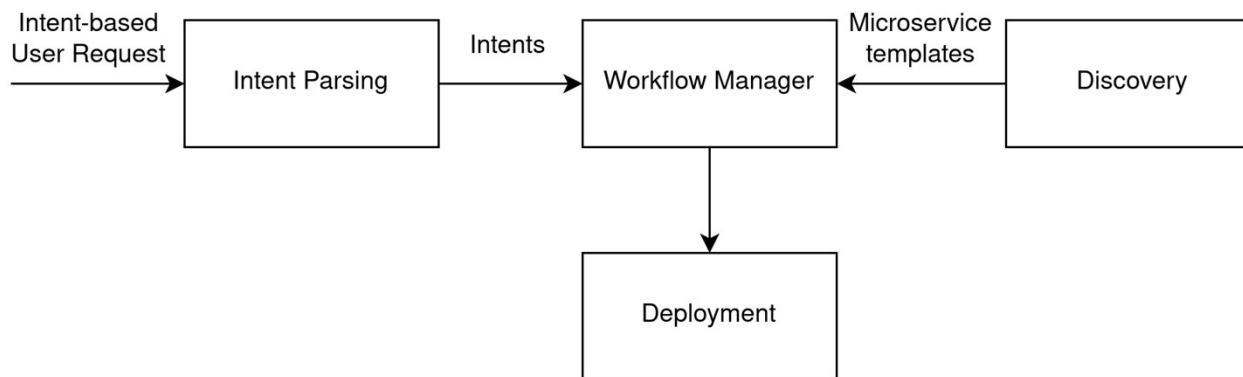 Intent-based
User Request
Intent Parsing
Intents
Workflow Manager
Microservice
templates
Discovery
Deployment